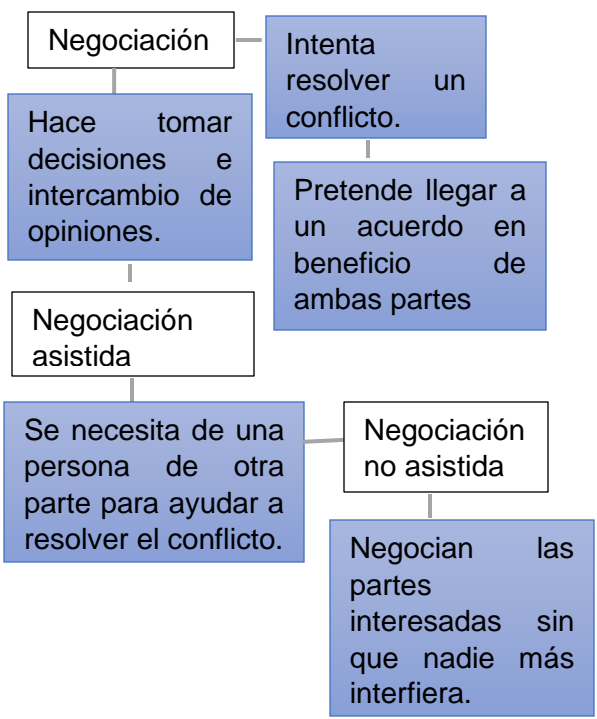 Negociación
Intenta
resolver un
conflicto.
Hace tomar
decisiones e
intercambio de
opiniones.
Pretende llegar a
un acuerdo en
beneficio de
ambas partes
Negociación
asistida
Se necesita de una
persona de otra
parte para ayudar a
resolver el conflicto.
Negociación
no asistida
Negocian las
partes
interesadas sin
que nadie más
interfiera.